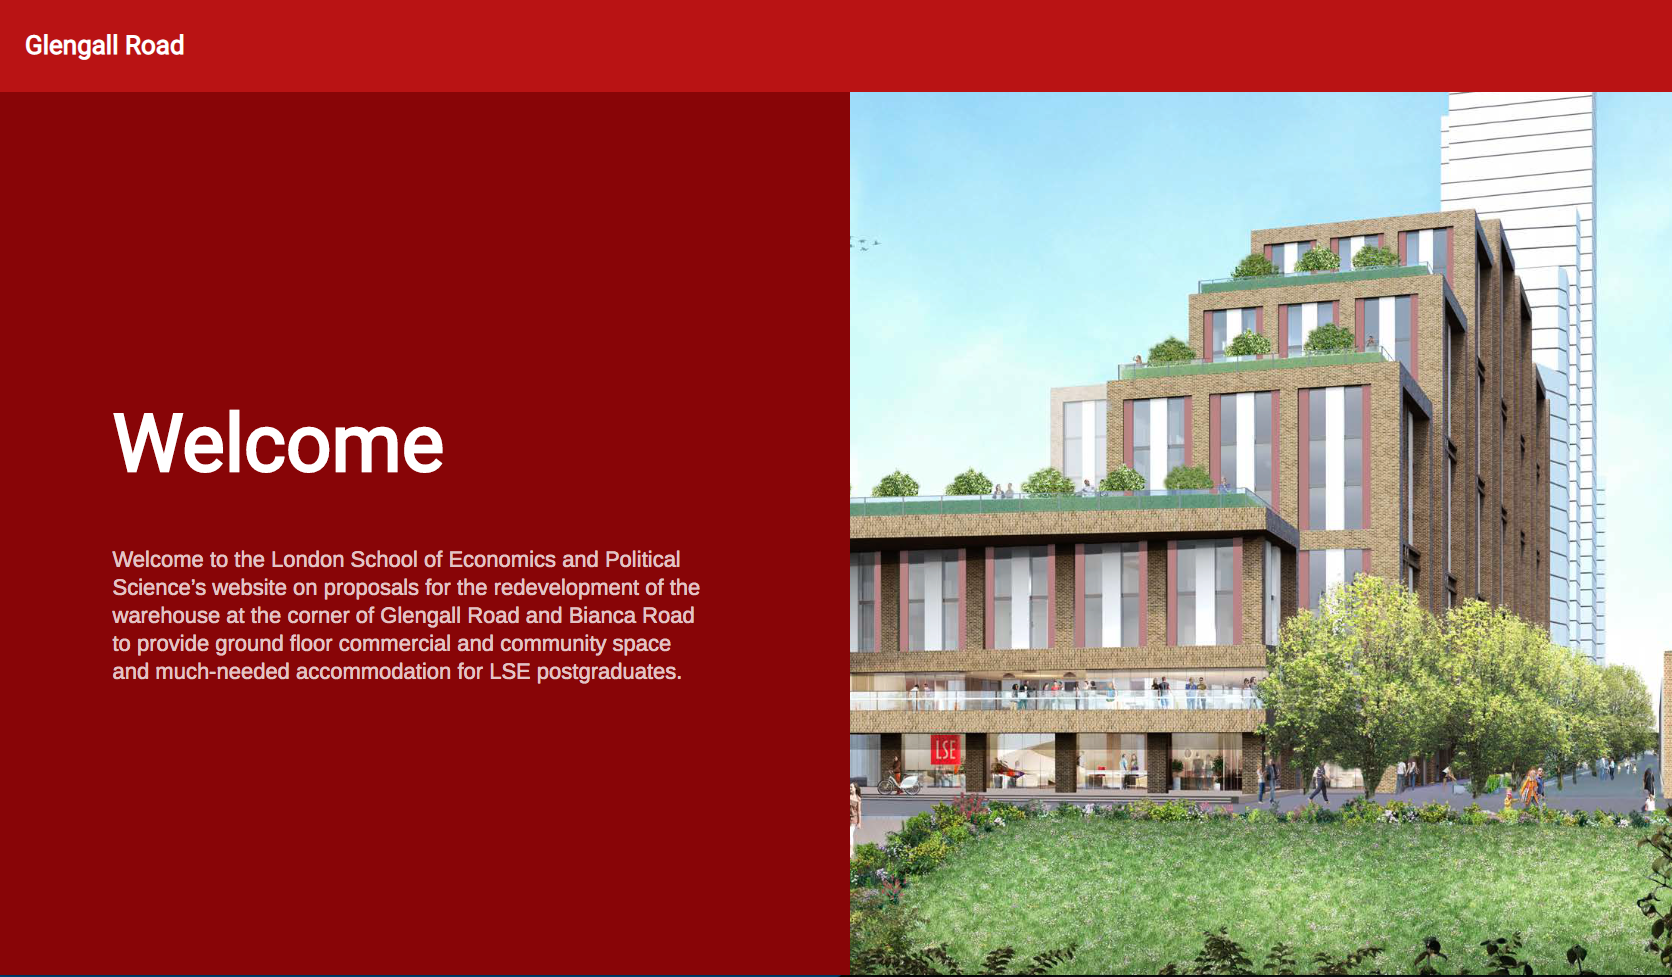 Glengall Road
Welcome
Welcome to the London School of Economics and Political
Science’s website on proposals for the redevelopment of the
warehouse at the corner of Glengall Road and Bianca Road
to provide ground floor commercial and community space
and much-needed accommodation for LSE postgraduates.
LSE